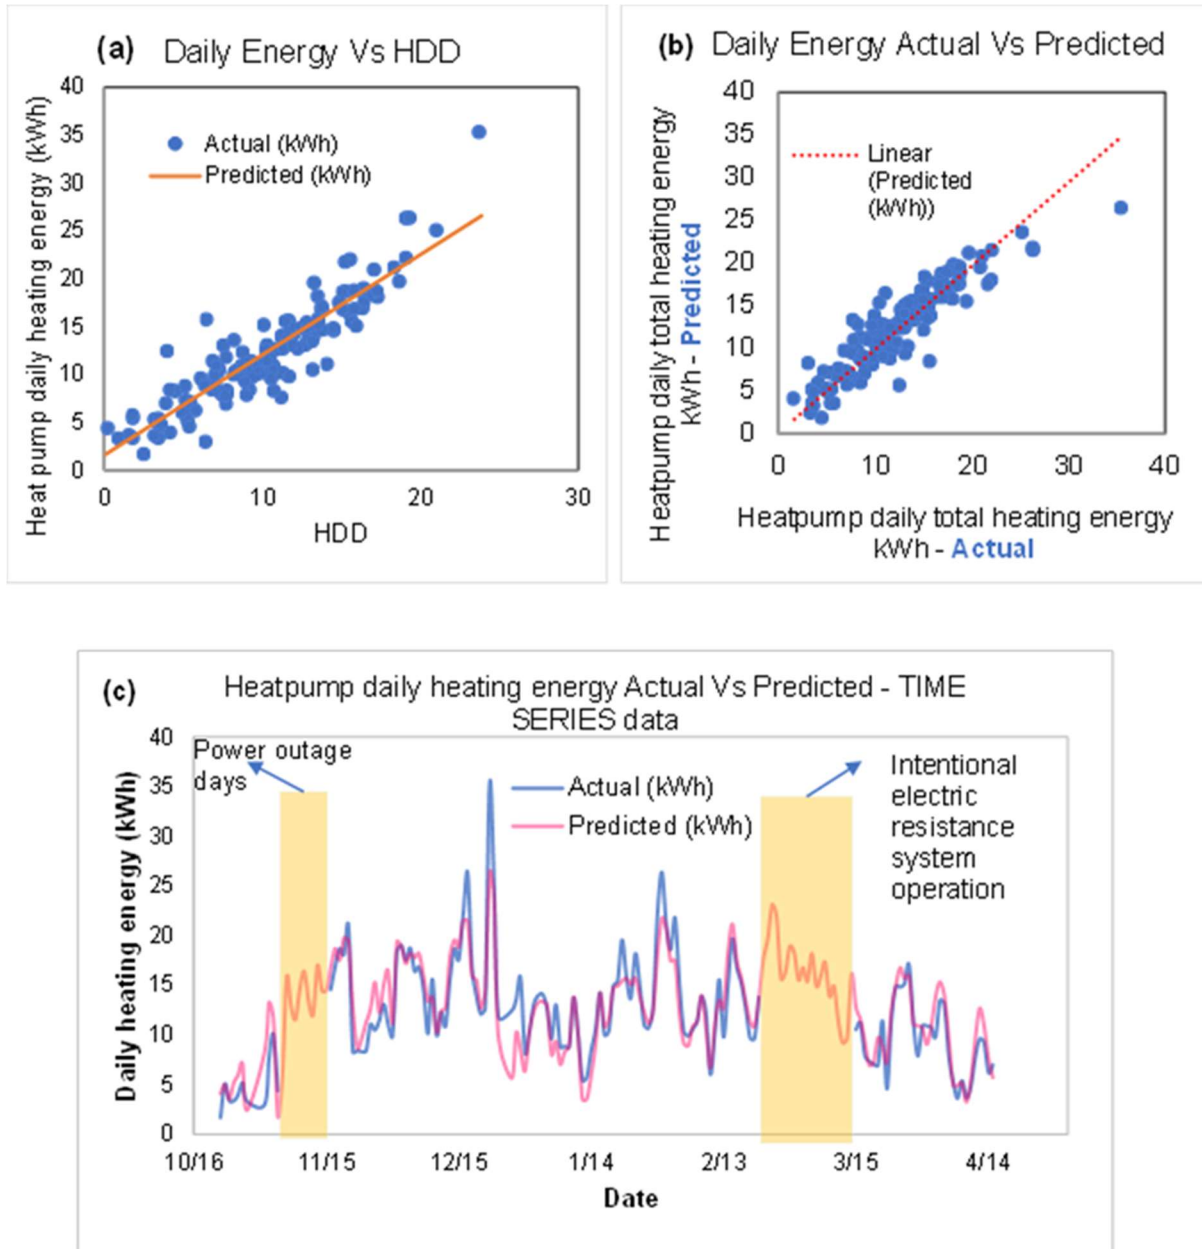 (a) Daily Energy Vs HDD
Heat pump daily heating energy (kWh)
40
35
30
25
20
15
10
5
0
Actual (kWh)
Predicted (kWh)
0 10 20 30
HDD
(b) Daily Energy Actual Vs Predicted
Heatpump daily total heating energy
kWh - Predicted
40
35
30
25
20
15
10
5
0
Linear
(Predicted
(kWh))
0 10 20 30 40
Heatpump daily total heating energy
kWh - Actual
(c) Heatpump daily heating energy Actual Vs Predicted - TIME
SERIES data
Daily heating energy (kWh)
40
35
30
25
20
15
10
5
0
Power outage
days
Actual (kWh)
Predicted (kWh)
Intentional
electric
resistance
system
operation
10/16 11/15 12/15 1/14 2/13 3/15 4/14
Date